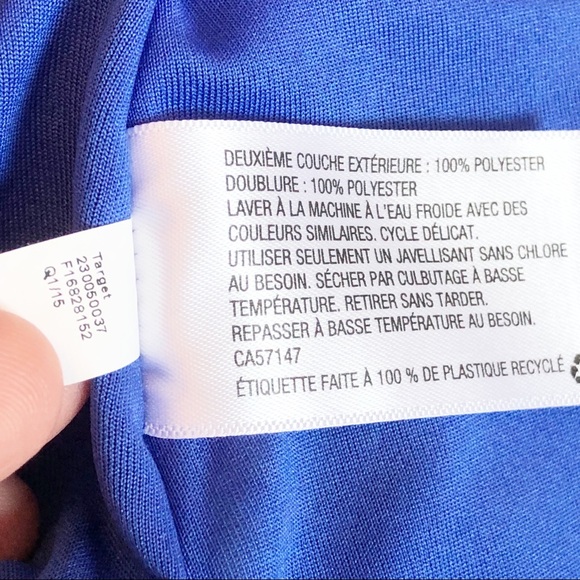 DEUXIÈME COUCHE EXTÉRIEURE : 100% POLYESTER
DOUBLURE : 100% POLYESTER
LAVER À LA MACHINE À L'EAU FROIDE AVEC DES
COULEURS SIMILAIRES. CYCLE DÉLICAT.
UTILISER SEULEMENT UN JAVELLISANT SANS CHLORE
AU BESOIN. SÉCHER PAR CULBUTAGE À BASSE
TEMPÉRATURE. RETIRER SANS TARDER.
REPASSER À BASSE TEMPÉRATURE AU BESOIN.
CA57147
ÉTIQUETTE FAITE À 100 % DE PLASTIQUE RECYCLÉ
Target
23 0050037
F16828152
Q1/15